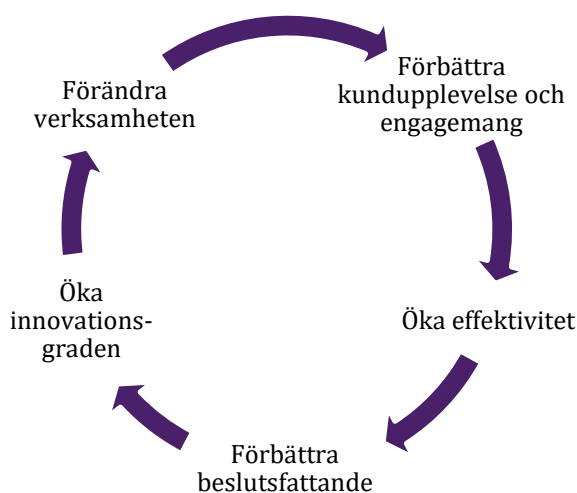 Förändra
verksamheten
Förbättra
kundupplevelse och
engagemang
Öka effektivitet
Förbättra
beslutsfattande
Öka
innovations-
graden